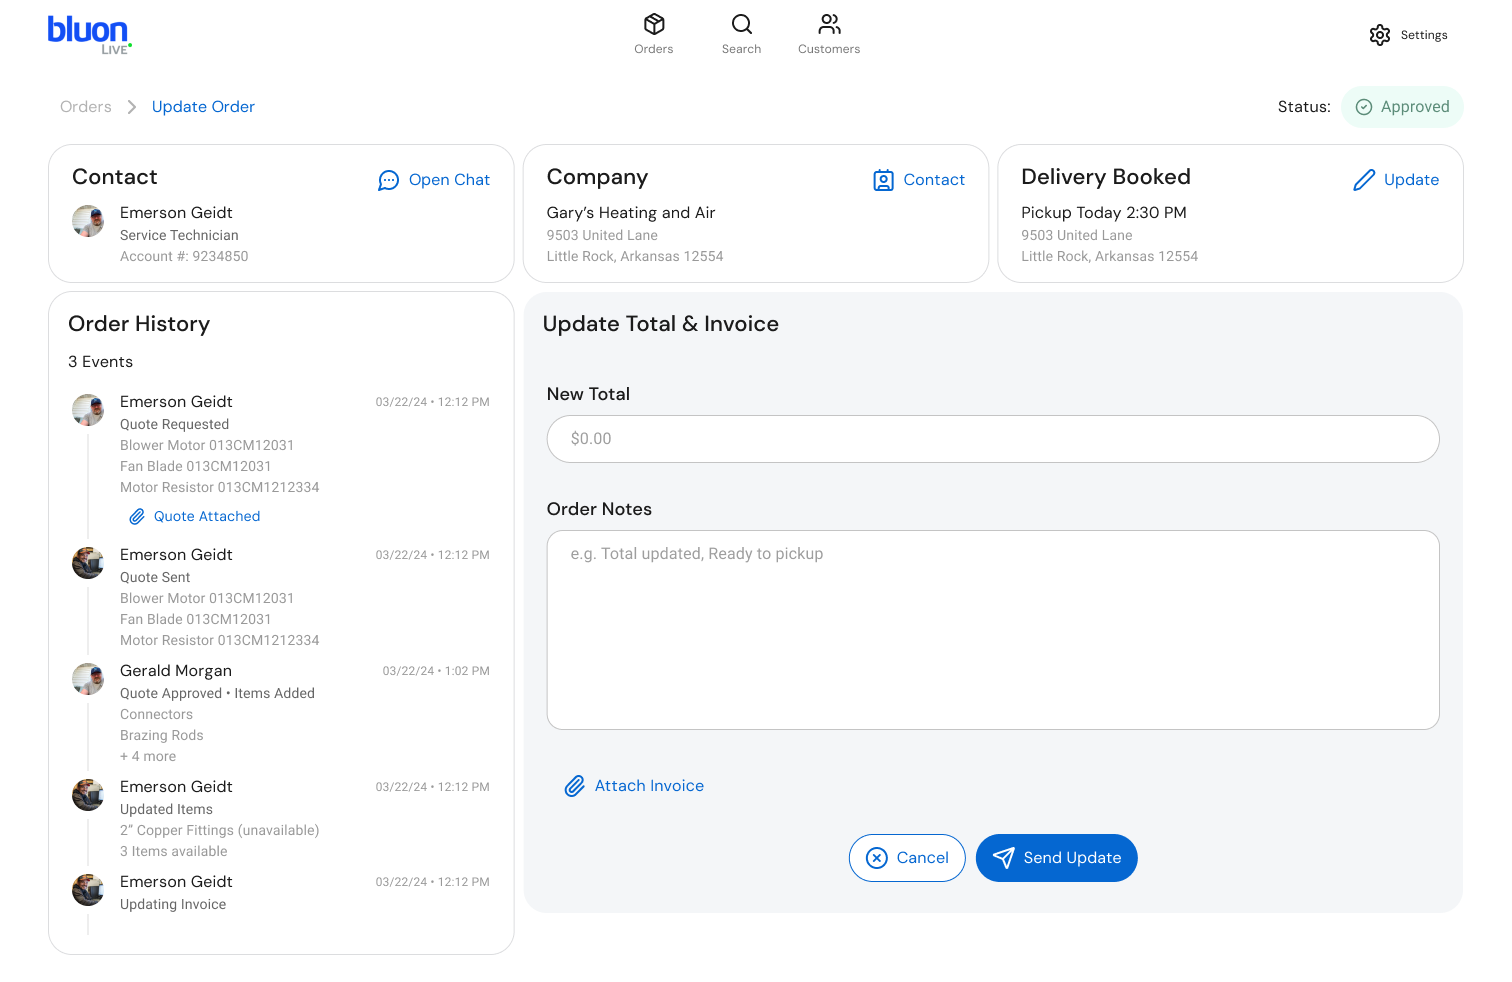 bluon
LIVE
Orders
Search
Customers
Settings
Orders
Update Order
Status:
Approved
Contact
Open Chat
Emerson Geidt
Service Technician
Account #: 9234850
Company
Contact
Gary’s Heating and Air
9503 United Lane
Little Rock, Arkansas 12554
Delivery Booked
Update
Pickup Today 2:30 PM
9503 United Lane
Little Rock, Arkansas 12554
Order History
3 Events
Emerson Geidt
03/22/24 • 12:12 PM
Quote Requested
Blower Motor 013CM12031
Fan Blade 013CM12031
Motor Resistor 013CM1212334
Quote Attached
Emerson Geidt
03/22/24 • 12:12 PM
Quote Sent
Blower Motor 013CM12031
Fan Blade 013CM12031
Motor Resistor 013CM1212334
Gerald Morgan
03/22/24 • 1:02 PM
Quote Approved • Items Added
Connectors
Brazing Rods
+ 4 more
Emerson Geidt
03/22/24 • 12:12 PM
Updated Items
2” Copper Fittings (unavailable)
3 Items available
Emerson Geidt
03/22/24 • 12:12 PM
Updating Invoice
Update Total & Invoice
New Total
$0.00
Order Notes
e.g. Total updated, Ready to pickup
Attach Invoice
Cancel
Send Update